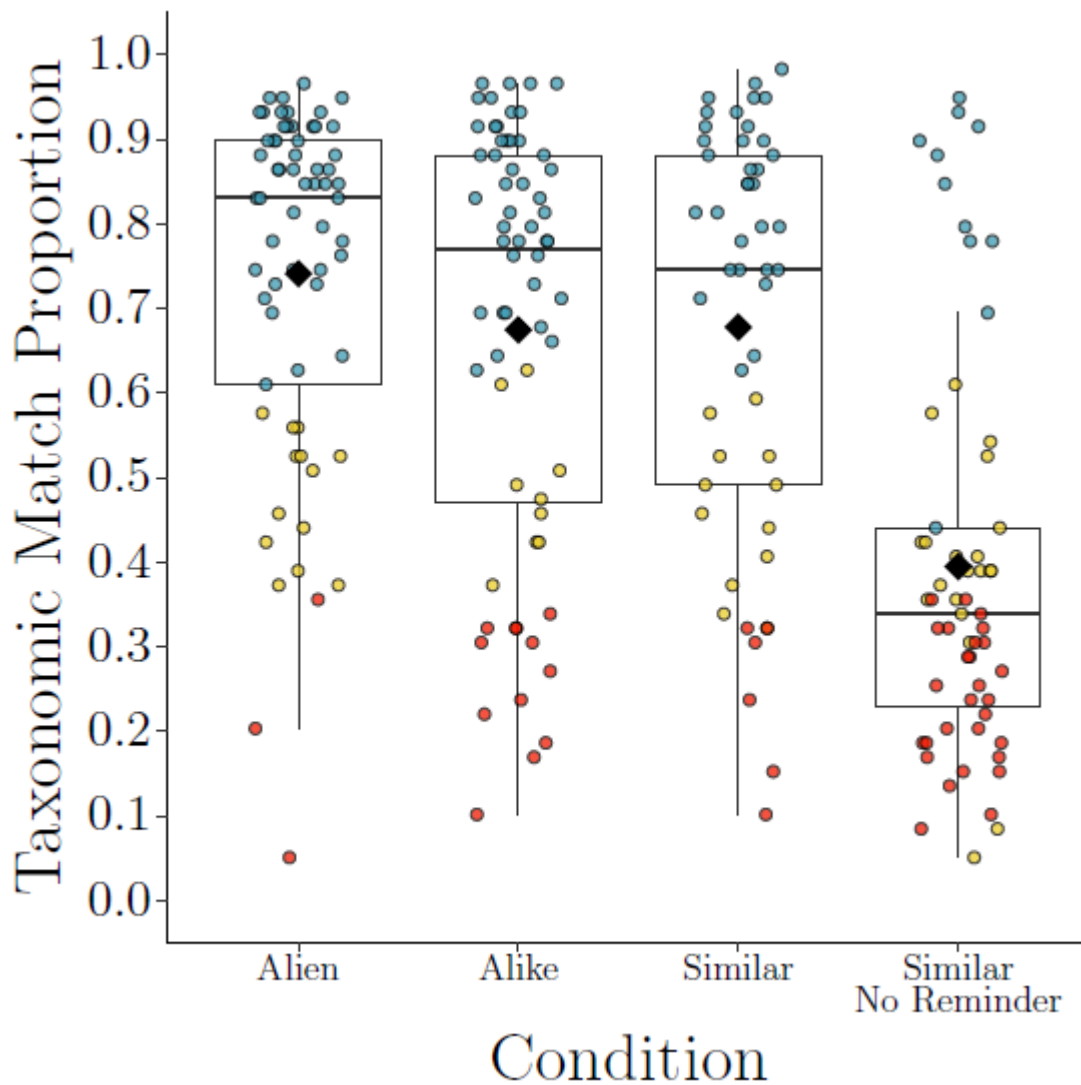 Taxonomic Match Proportion
1.0
0.9
0.8
0.7
0.6
0.5
0.4
0.3
0.2
0.1
0.0
Alien
Alike
Similar
Similar
No Reminder
Condition